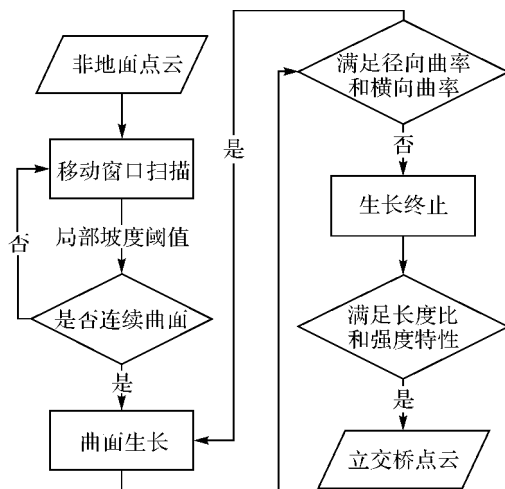 非地面点云
移动窗口扫描
否
局部坡度阈值
是否连续曲面
是
曲面生长
是
满足径向曲率
和横向曲率
否
生长终止
满足长度比
和强度特性
是
立交桥点云